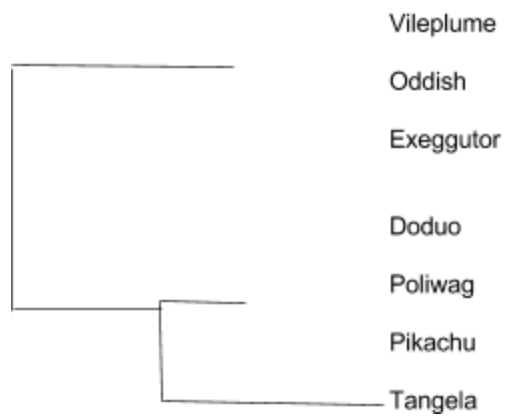 Vileplume
Oddish
Exeggutor
Doduo
Poliwag
Pikachu
Tangela